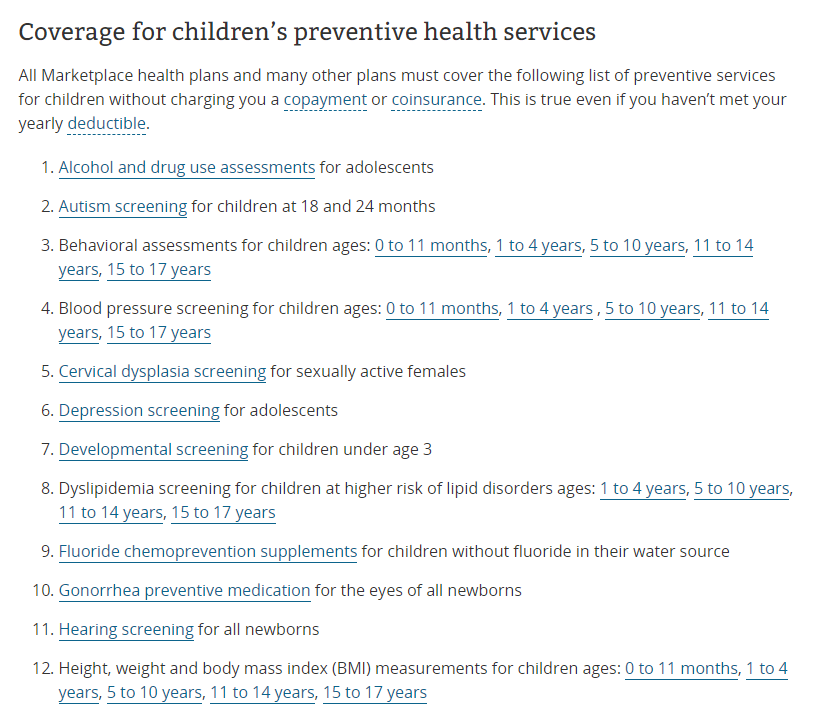 Coverage for children’s preventive health services
All Marketplace health plans and many other plans must cover the following list of preventive services
for children without charging you a copayment or coinsurance. This is true even if you haven’t met your
yearly deductible.
1. Alcohol and drug use assessments for adolescents
2. Autism screening for children at 18 and 24 months
3. Behavioral assessments for children ages: 0 to 11 months, 1 to 4 years, 5 to 10 years, 11 to 14
years, 15 to 17 years
4. Blood pressure screening for children ages: 0 to 11 months, 1 to 4 years , 5 to 10 years, 11 to 14
years, 15 to 17 years
5. Cervical dysplasia screening for sexually active females
6. Depression screening for adolescents
7. Developmental screening for children under age 3
8. Dyslipidemia screening for children at higher risk of lipid disorders ages: 1 to 4 years, 5 to 10 years,
11 to 14 years, 15 to 17 years
9. Fluoride chemoprevention supplements for children without fluoride in their water source
10. Gonorrhea preventive medication for the eyes of all newborns
11. Hearing screening for all newborns
12. Height, weight and body mass index (BMI) measurements for children ages: 0 to 11 months, 1 to 4
years, 5 to 10 years, 11 to 14 years, 15 to 17 years